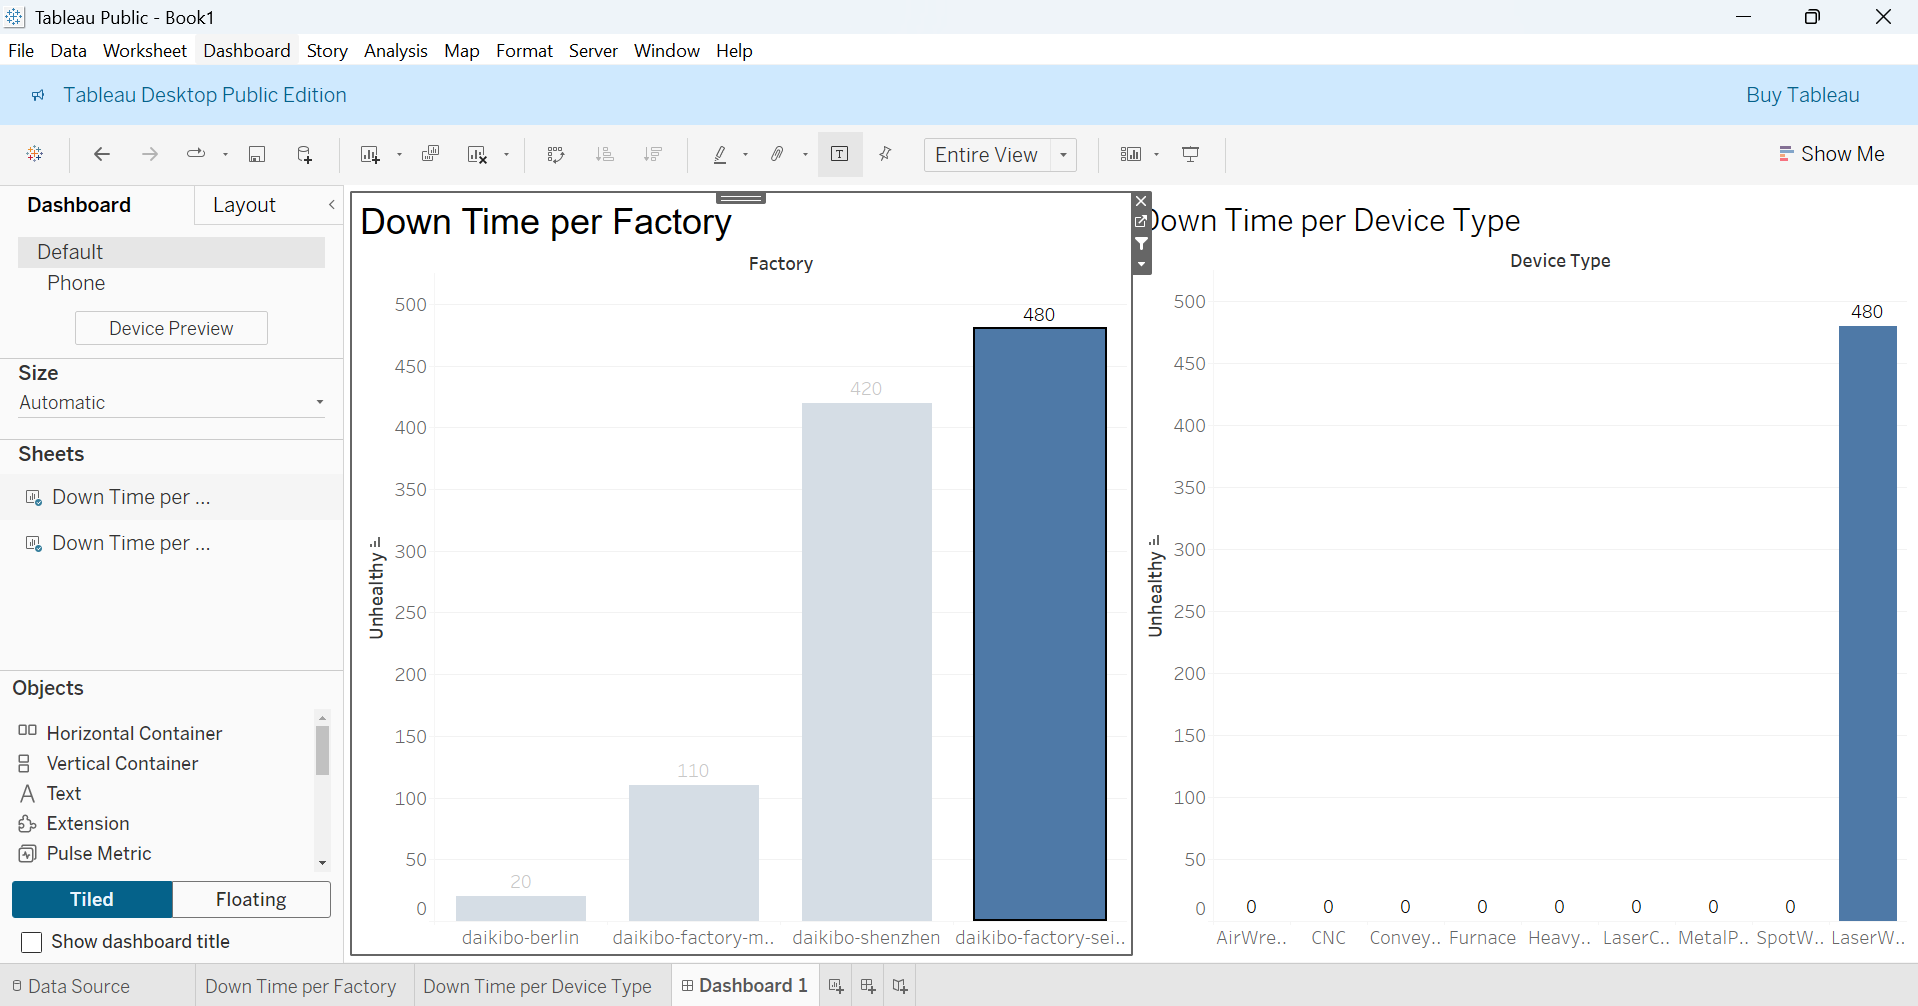 Tableau Public - Book1
File Data Worksheet Dashboard Story Analysis Map Format Server Window Help
Tableau Desktop Public Edition
Buy Tableau
Entire View
Show Me
Dashboard
Layout
Default
Phone
Device Preview
Size
Automatic
Sheets
Down Time per ...
Down Time per ...
Objects
Horizontal Container
Vertical Container
A Text
Extension
Pulse Metric
Tiled
Floating
Show dashboard title
Down Time per Factory
Factory
Unhealthy
500
450
400
350
300
250
200
150
100
50
0
20
110
420
480
daikibo-berlin
daikibo-factory-m..
daikibo-shenzhen
daikibo-factory-sei..
Down Time per Device Type
Device Type
Unhealthy
500
450
400
350
300
250
200
150
100
50
0
0
0
0
0
0
0
0
0
480
AirWre..
CNC
Convey..
Furnace
Heavy..
LaserC..
MetalP..
SpotW..
LaserW..
Data Source
Down Time per Factory
Down Time per Device Type
Dashboard 1